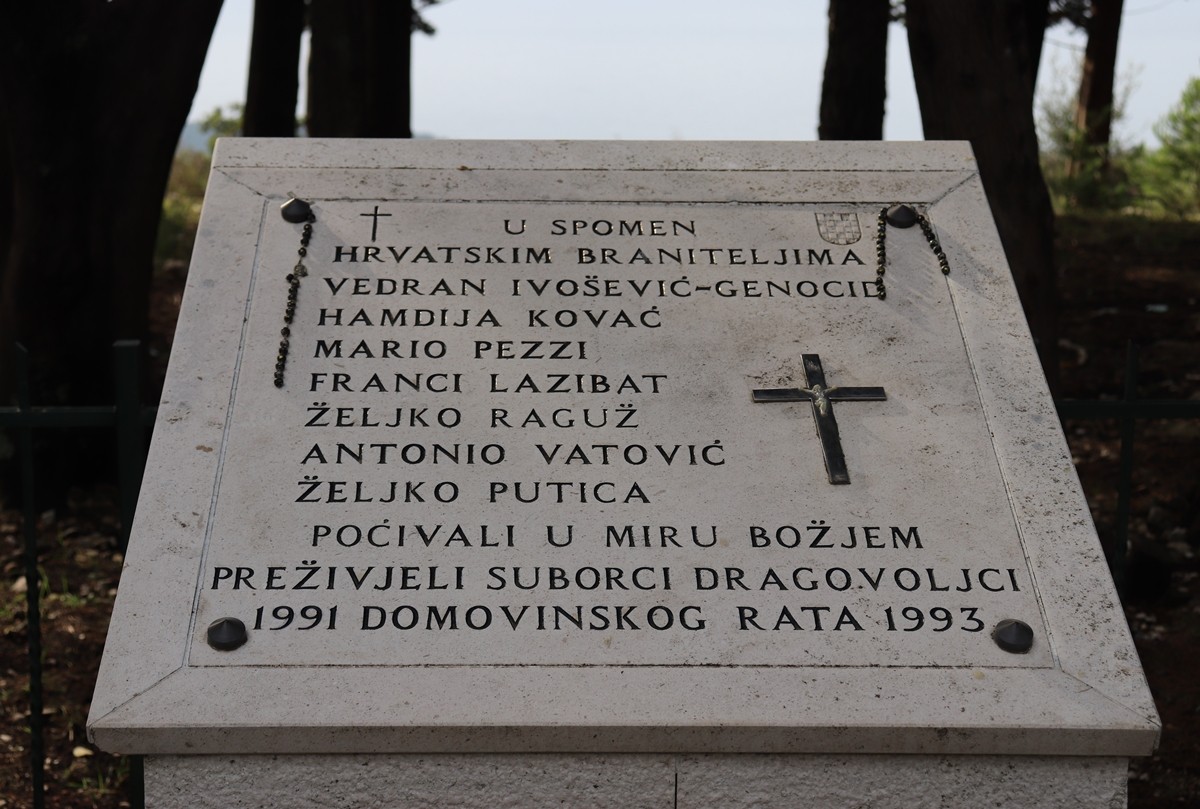 U SPOMEN
HRVATSKIM BRANITELJIMA
VEDRAN IVOŠEVIĆ-GENOCID
HAMDIJA KOVAĆ
MARIO PEZZI
FRANCI LAZIBAT
ŽELJKO RAGUŽ
ANTONIO VATOVIĆ
ŽELJKO PUTICA
POĆIVALI U MIRU BOŽJEM
PREŽIVJELI SUBORCI DRAGOVOLJCI
1991 DOMOVINSKOG RATA 1993